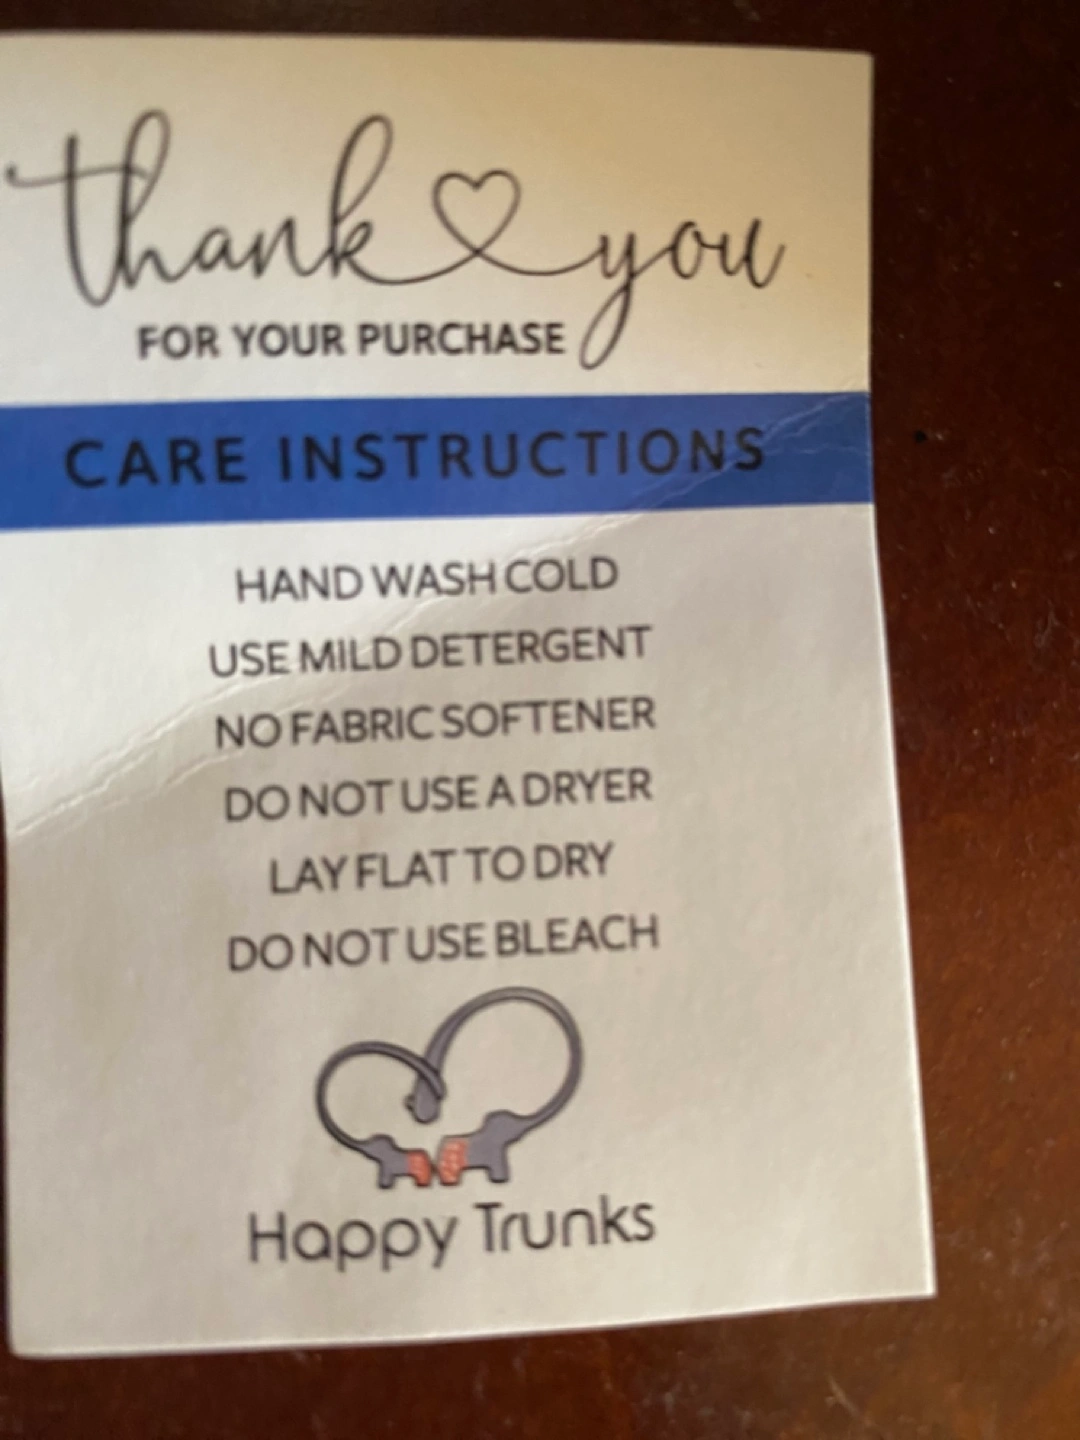 thank you
FOR YOUR PURCHASE
CARE INSTRUCTIONS
HAND WASH COLD
USE MILD DETERGENT
NO FABRIC SOFTENER
DO NOT USE A DRYER
LAY FLAT TO DRY
DO NOT USE BLEACH
Happy Trunks